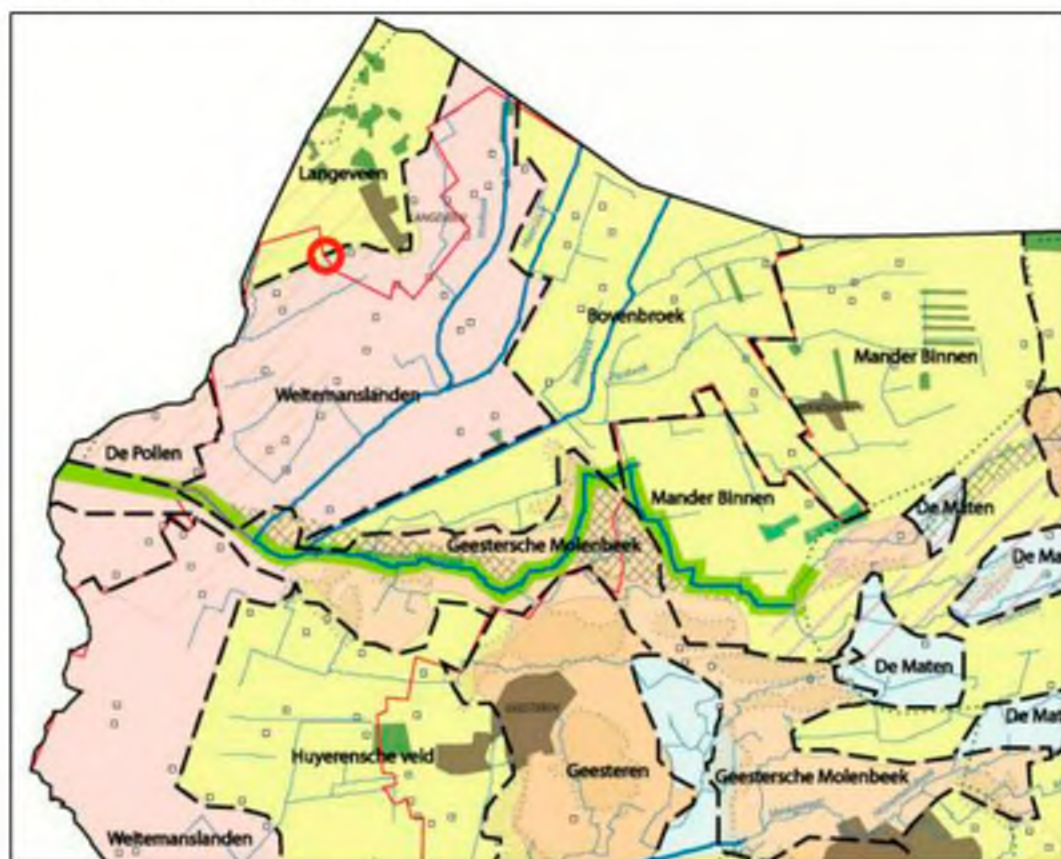 Langeveen
LANGEVEEN
Bovenbroek
Mander Binnen
Weitemanslanden
De Pollen
Mander Binnen
De Maten
Geestersche Molenbeek
De Ma
De Maten
De Mat
Huyerensche veld
Geesteren
Geestersche Molenbeek
Weitemanslanden